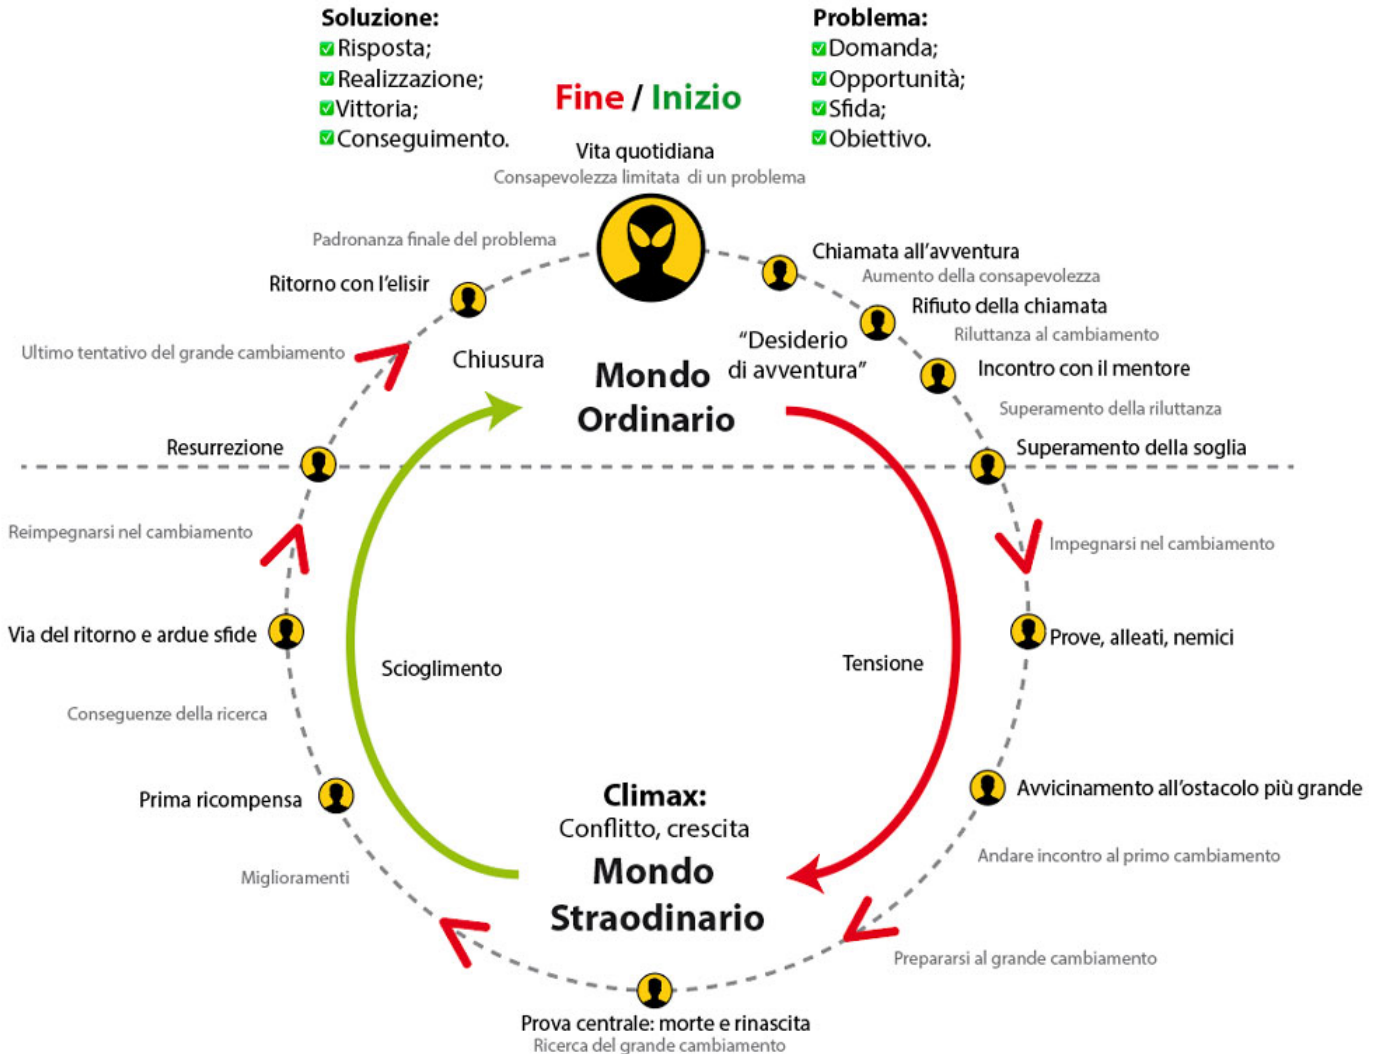 Soluzione:
Risposta;
Realizzazione;
Vittoria;
Conseguimento.
Problema:
Domanda;
Opportunità;
Sfida;
Obiettivo.
Fine / Inizio
Vita quotidiana
Consapevolezza limitata di un problema
Chiamata all'avventura
Aumento della consapevolezza
Rifiuto della chiamata
Riluttanza al cambiamento
Incontro con il mentore
Superamento della riluttanza
Superamento della soglia
Impegnarsi nel cambiamento
Prove, alleati, nemici
Avvicinamento all'ostacolo più grande
Andare incontro al primo cambiamento
Prepararsi al grande cambiamento
Prova centrale: morte e rinascita
Ricerca del grande cambiamento
Miglioramenti
Prima ricompensa
Conseguenze della ricerca
Via del ritorno e ardue sfide
Reimpegnarsi nel cambiamento
Resurrezione
Ultimo tentativo del grande cambiamento
Ritorno con l'elisir
Padronanza finale del problema
Chiusura
Mondo
Ordinario
"Desiderio
di avventura"
Scioglimento
Tensione
Climax:
Conflitto, crescita
Mondo
Straodinario